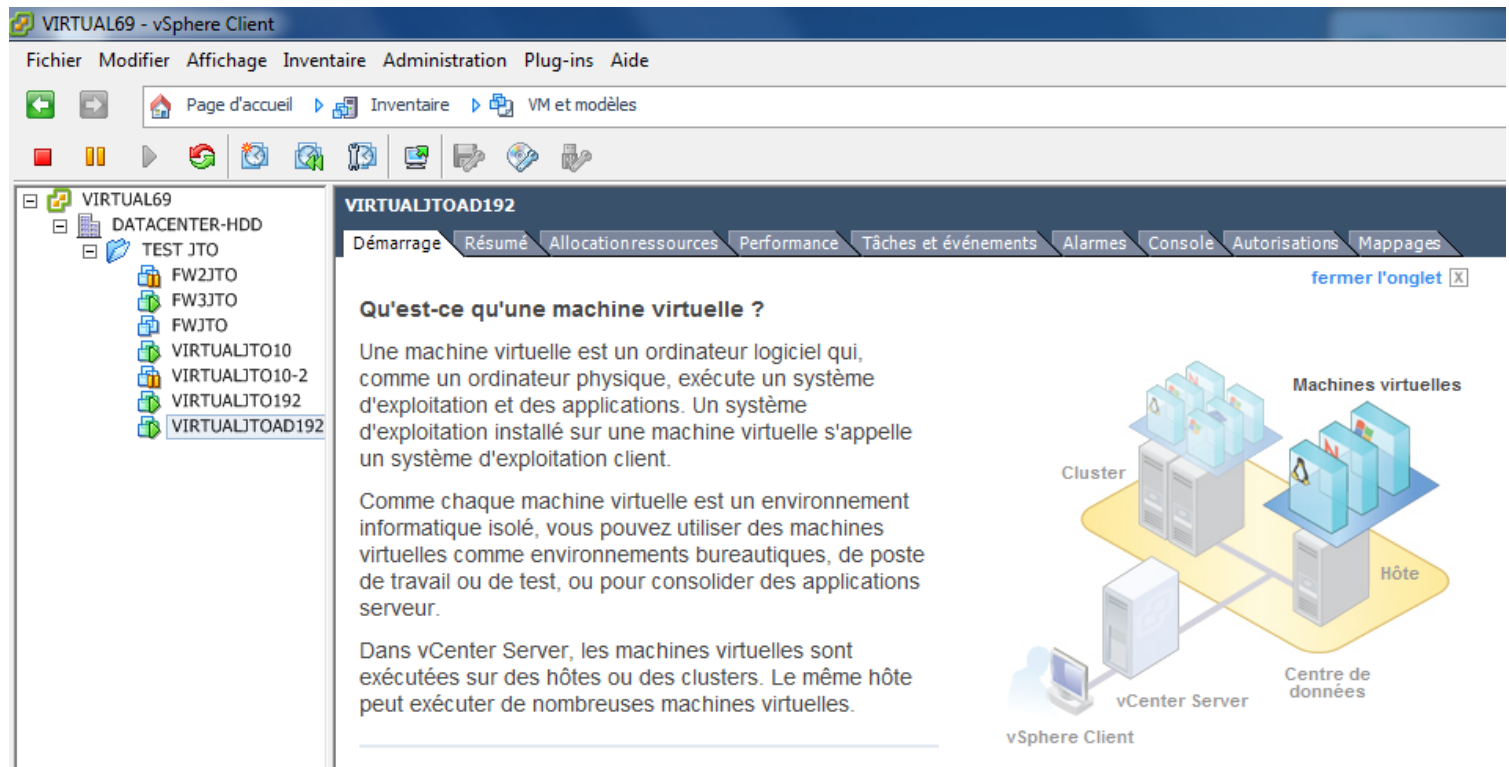 VIRTUAL69 - vSphere Client
Fichier Modifier Affichage Inventaire Administration Plug-ins Aide
Page d'accueil Inventaire VM et modèles
VIRTUAL69
DATACENTER-HDD
TEST JTO
FW2JTO
FW3JTO
FWJTO
VIRTUALJTO10
VIRTUALJTO10-2
VIRTUALJTO192
VIRTUALJTOAD192
VIRTUALJTOAD192
Démarrage Résumé Allocation ressources Performance Tâches et événements Alarmes Console Autorisations Mappages
fermer l'onglet X
Qu'est-ce qu'une machine virtuelle ?
Une machine virtuelle est un ordinateur logiciel qui,
comme un ordinateur physique, exécute un système
d'exploitation et des applications. Un système
d'exploitation installé sur une machine virtuelle s'appelle
un système d'exploitation client.
Comme chaque machine virtuelle est un environnement
informatique isolé, vous pouvez utiliser des machines
virtuelles comme environnements bureautiques, de poste
de travail ou de test, ou pour consolider des applications
serveur.
Dans vCenter Server, les machines virtuelles sont
exécutées sur des hôtes ou des clusters. Le même hôte
peut exécuter de nombreuses machines virtuelles.
Machines virtuelles
Cluster
Hôte
Centre de
données
vCenter Server
vSphere Client